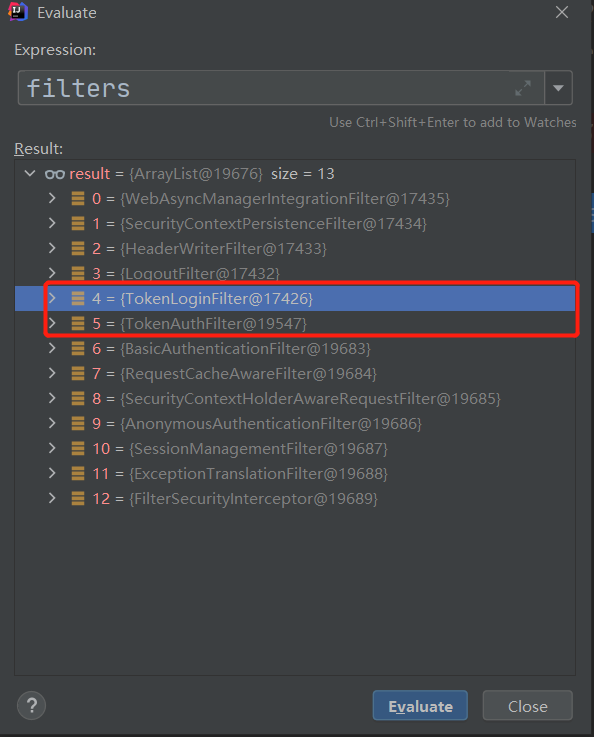 Evaluate
Expression:
filters
Use Ctrl+Shift+Enter to add to Watches
Result:
result = {ArrayList@19676} size = 13
0 = {WebAsyncManagerIntegrationFilter@17435}
1 = {SecurityContextPersistenceFilter@17434}
2 = {HeaderWriterFilter@17433}
3 = {LogoutFilter@17432}
4 = {TokenLoginFilter@17426}
5 = {TokenAuthFilter@19547}
6 = {BasicAuthenticationFilter@19683}
7 = {RequestCacheAwareFilter@19684}
8 = {SecurityContextHolderAwareRequestFilter@19685}
9 = {AnonymousAuthenticationFilter@19686}
10 = {SessionManagementFilter@19687}
11 = {ExceptionTranslationFilter@19688}
12 = {FilterSecurityInterceptor@19689}
? Evaluate Close